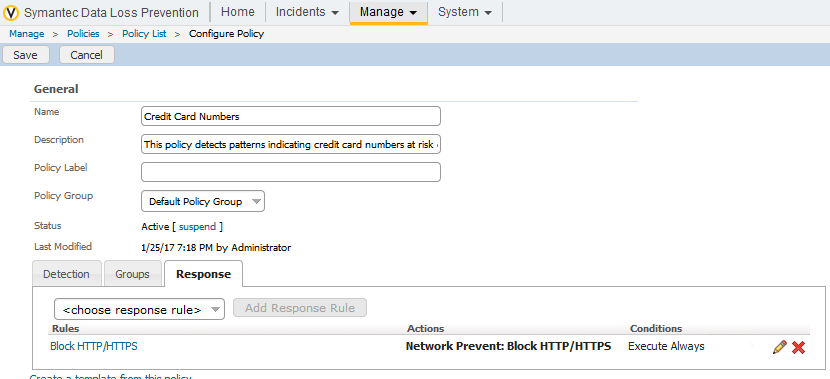 Symantec Data Loss Prevention Home Incidents Manage System
Manage > Policies > Policy List > Configure Policy
Save Cancel
General
Name Credit Card Numbers
Description This policy detects patterns indicating credit card numbers at risk
Policy Label
Policy Group Default Policy Group
Status Active [ suspend ]
Last Modified 1/25/17 7:18 PM by Administrator
Detection Groups Response
<choose response rule> Add Response Rule
Rules Actions Conditions
Block HTTP/HTTPS Network Prevent: Block HTTP/HTTPS Execute Always
Create a template from this policy